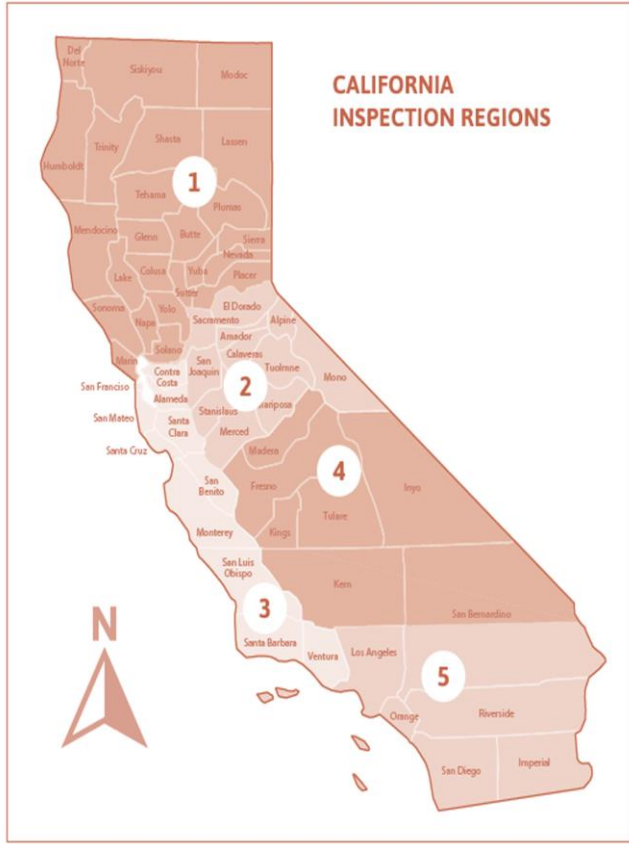 CALIFORNIA
INSPECTION REGIONS
Del
Norte
Siskiyou
Modoc
Humboldt
Trinity
Shasta
Lassen
1
Tehama
Plumas
Mendocino
Glenn
Butte
Sierra
Nevada
Lake
Colusa
Yuba
Placer
Sutter
Sonoma
Napa
Yolo
El Dorado
Sacramento
Alpine
Marin
Solano
Amador
Calaveras
San
Joaquin
Tuolmne
Mono
San Franciso
Contra
Costa
Alameda
2
Stanislaus
Mariposa
San Mateo
Santa
Clara
Merced
Santa Cruz
Madera
4
San
Benito
Fresno
Inyo
Monterey
Kings
Tulare
San Luis
Obispo
Kern
San Bernardino
3
N
Santa Barbara
Ventura
Los Angeles
5
Orange
Riverside
San Diego
Imperial